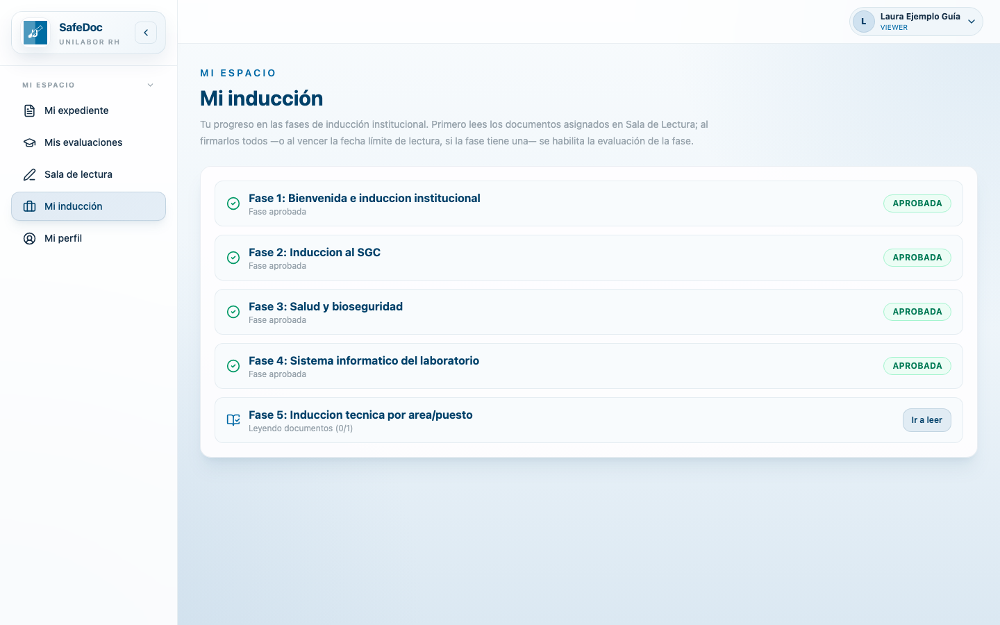 SafeDoc
UNILABOR RH
Laura Ejemplo Guía
L
VIEWER
MI ESPACIO
Mi expediente
Mis evaluaciones
Sala de lectura
Mi inducción
Mi perfil
MI ESPACIO
Mi inducción
Tu progreso en las fases de inducción institucional. Primero lees los documentos asignados en Sala de Lectura; al
firmarlos todos —o al vencer la fecha límite de lectura, si la fase tiene una— se habilita la evaluación de la fase.
Fase 1: Bienvenida e induccion institucional
Fase aprobada
APROBADA
Fase 2: Induccion al SGC
Fase aprobada
APROBADA
Fase 3: Salud y bioseguridad
Fase aprobada
APROBADA
Fase 4: Sistema informatico del laboratorio
Fase aprobada
APROBADA
Fase 5: Induccion tecnica por area/puesto
Leyendo documentos (0/1)
Ir a leer